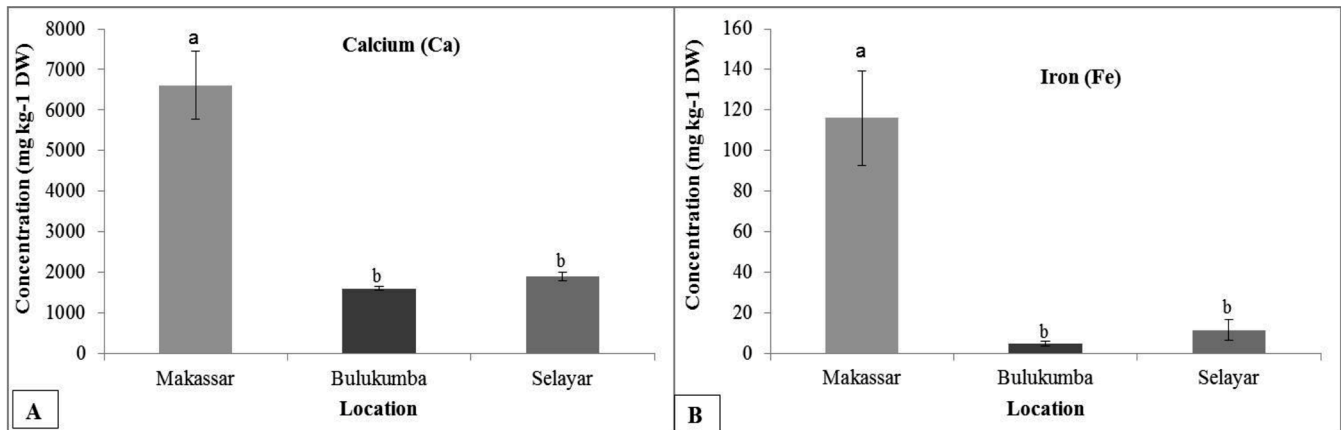 Calcium (Ca)
Concentration (mg kg-1 DW)
8000
7000
6000
5000
4000
3000
2000
1000
0
a
b
b
Makassar
Bulukumba
Selayar
Location
A
Iron (Fe)
Concentration (mg kg-1 DW)
160
140
120
100
80
60
40
20
0
a
b
b
Makassar
Bulukumba
Selayar
Location
B